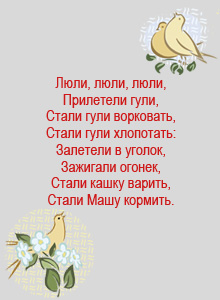 Люли, люли, люли,
Прилетели гули,
Стали гули ворковать,
Стали гули хлопотать:
Залетели в уголок,
Зажигали огонек,
Стали кашку варить,
Стали Машу кормить.